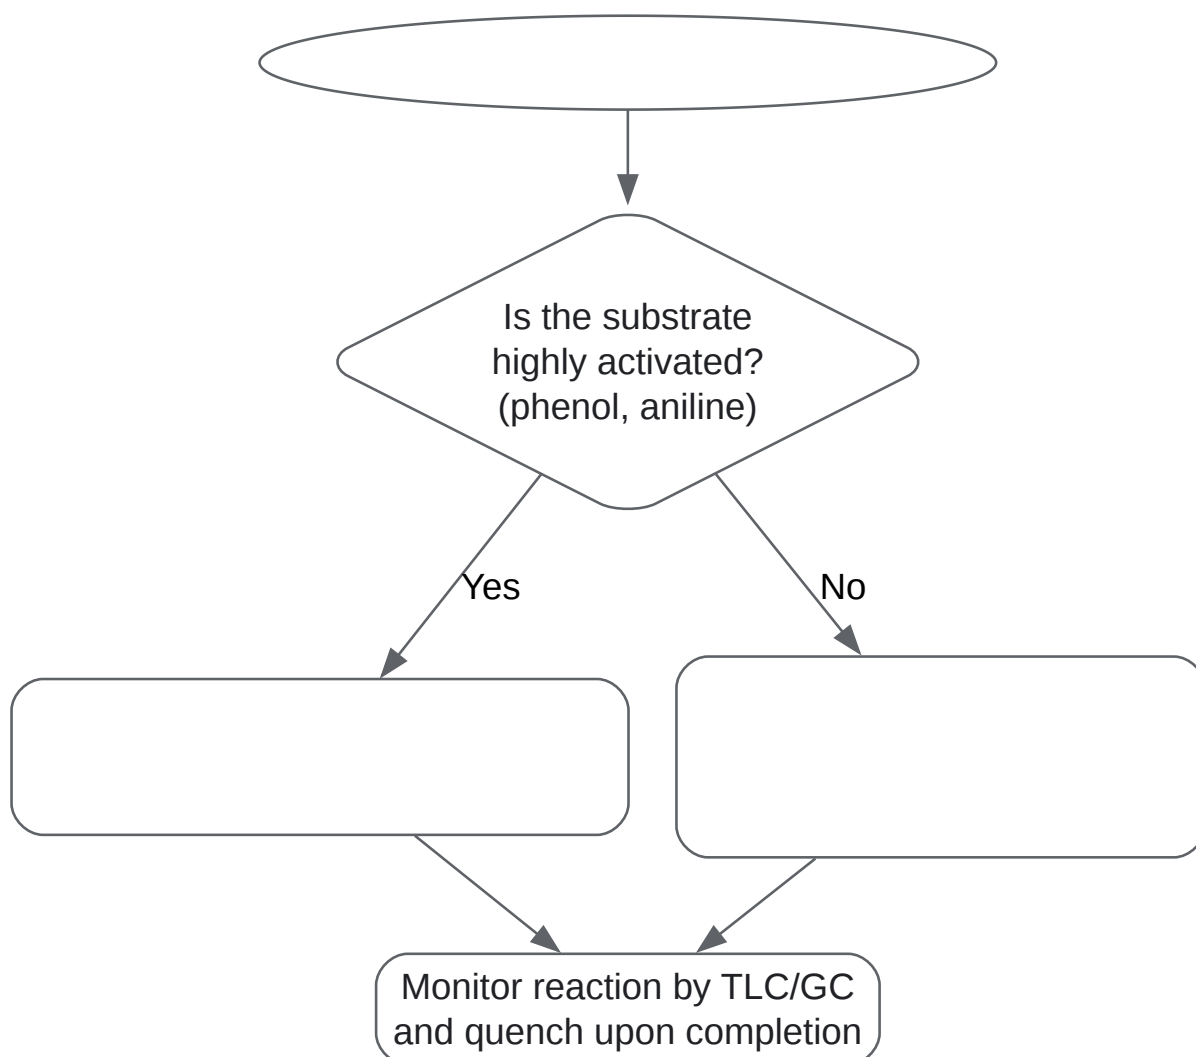 Is the substrate
highly activated?
(phenol, aniline)
Yes
No
Monitor reaction by TLC/GC
and quench upon completion